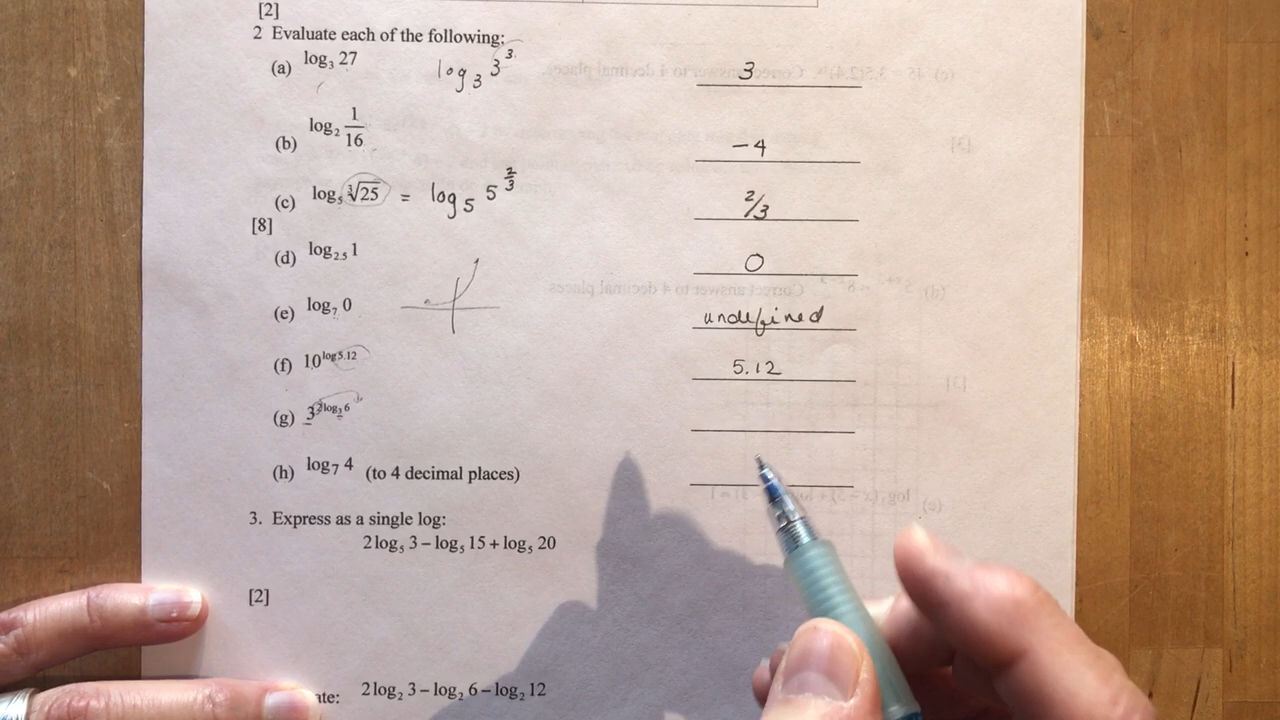 [2]
2 Evaluate each of the following:
(a) log₃ 27 log₃ 3³ 3
(b) log₂ 1/16 -4
(c) log₅ ∛25 = log₅ 5^(2/3) 2/3
[8]
(d) log₂.₅ 1 0
(e) log₇ 0 undefined
(f) 10^(log 5.12) 5.12
(g) 3^(2log₃ 6)
(h) log₇ 4 (to 4 decimal places)
3. Express as a single log:
2log₅ 3 – log₅ 15 + log₅ 20
[2]
ate: 2log₂ 3 – log₂ 6 – log₂ 12